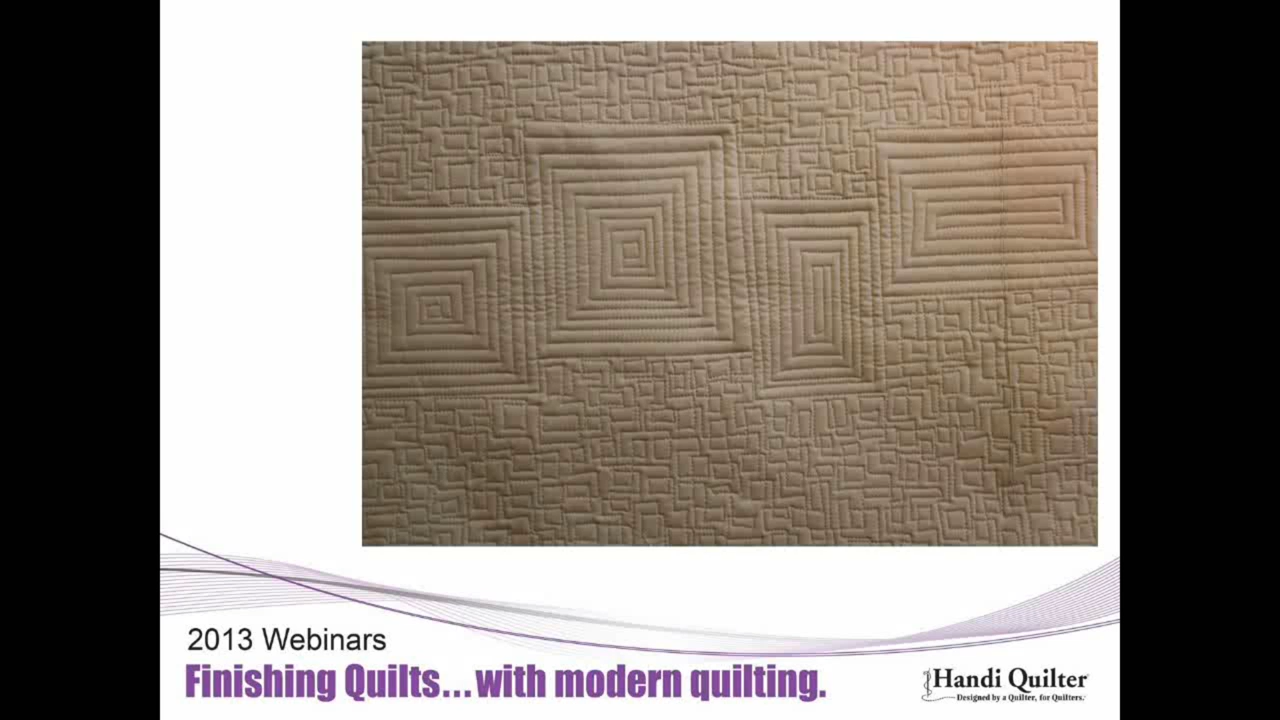 2013 Webinars
Finishing Quilts...with modern quilting.
Handi Quilter
Designed by a Quilter, for Quilters.